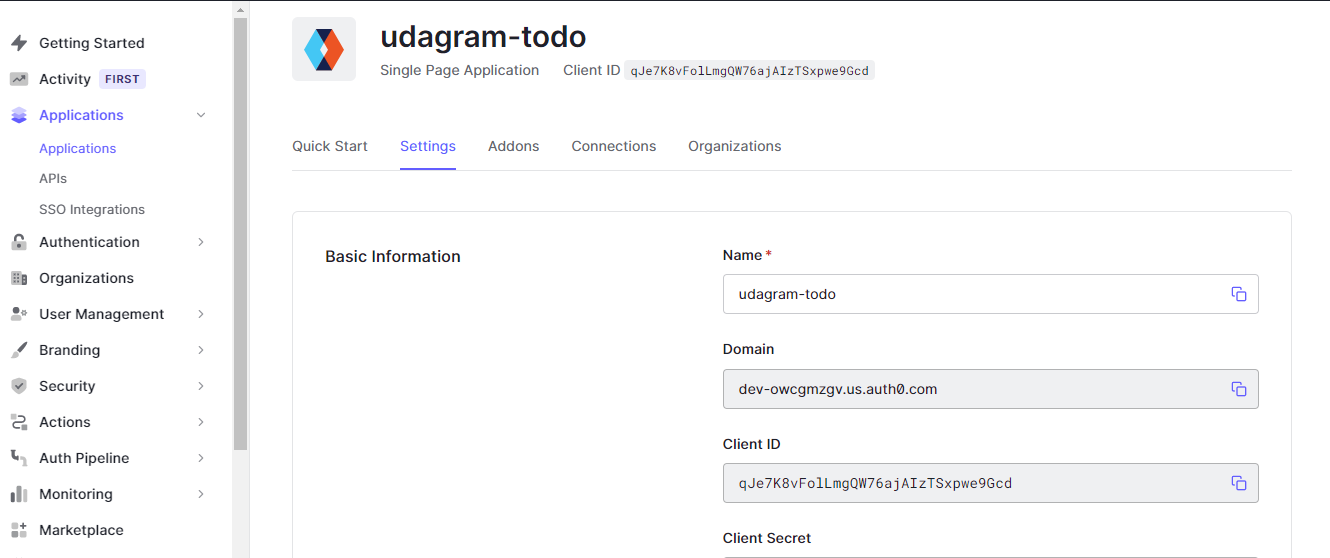 Getting Started
Activity FIRST
Applications
Applications
APIs
SSO Integrations
Authentication
Organizations
User Management
Branding
Security
Actions
Auth Pipeline
Monitoring
Marketplace
udagram-todo
Single Page Application Client ID qJe7K8vFolLmgQW76ajAIzTSxpwe9Gcd
Quick Start Settings Addons Connections Organizations
Basic Information
Name *
udagram-todo
Domain
dev-owcgmzgv.us.auth0.com
Client ID
qJe7K8vFolLmgQW76ajAIzTSxpwe9Gcd
Client Secret